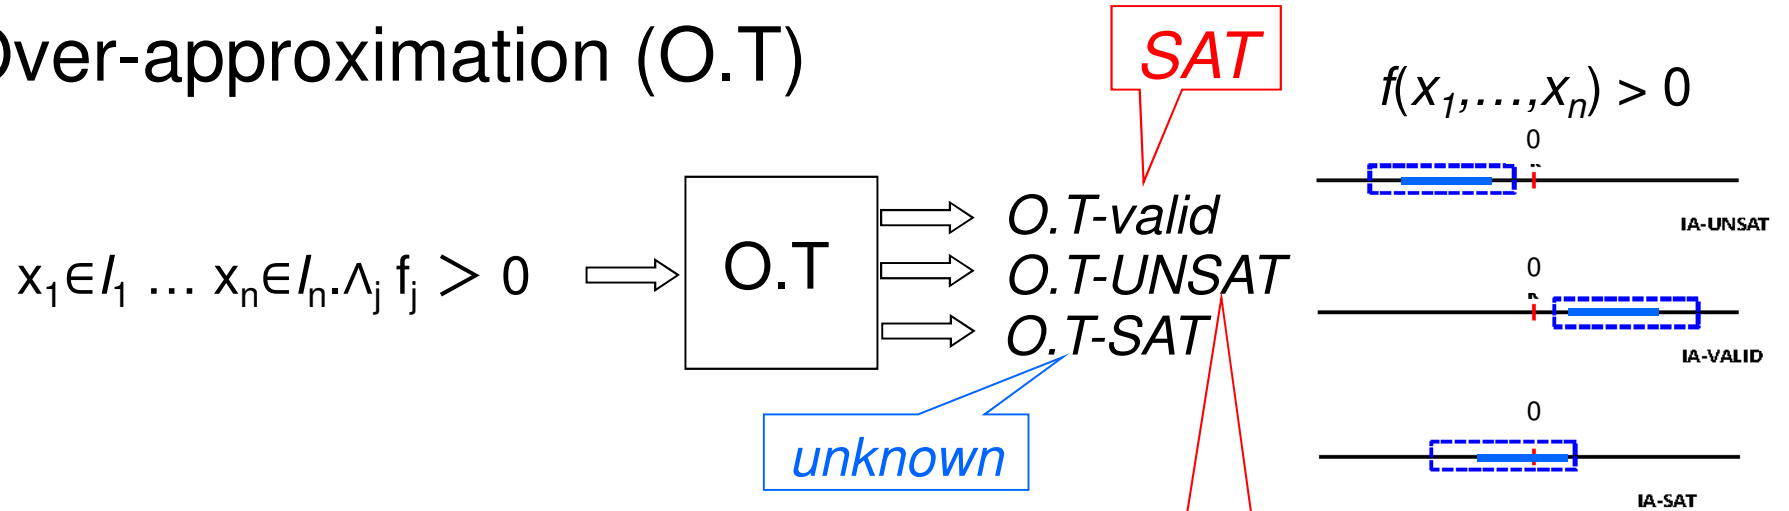 Over-approximation (O.T)
SAT
f(x₁,…,xₙ) > 0
x₁∈I₁ … xₙ∈Iₙ.∧ⱼ fⱼ > 0
O.T
O.T-valid
O.T-UNSAT
O.T-SAT
unknown
0
IA-UNSAT
0
IA-VALID
0
IA-SAT